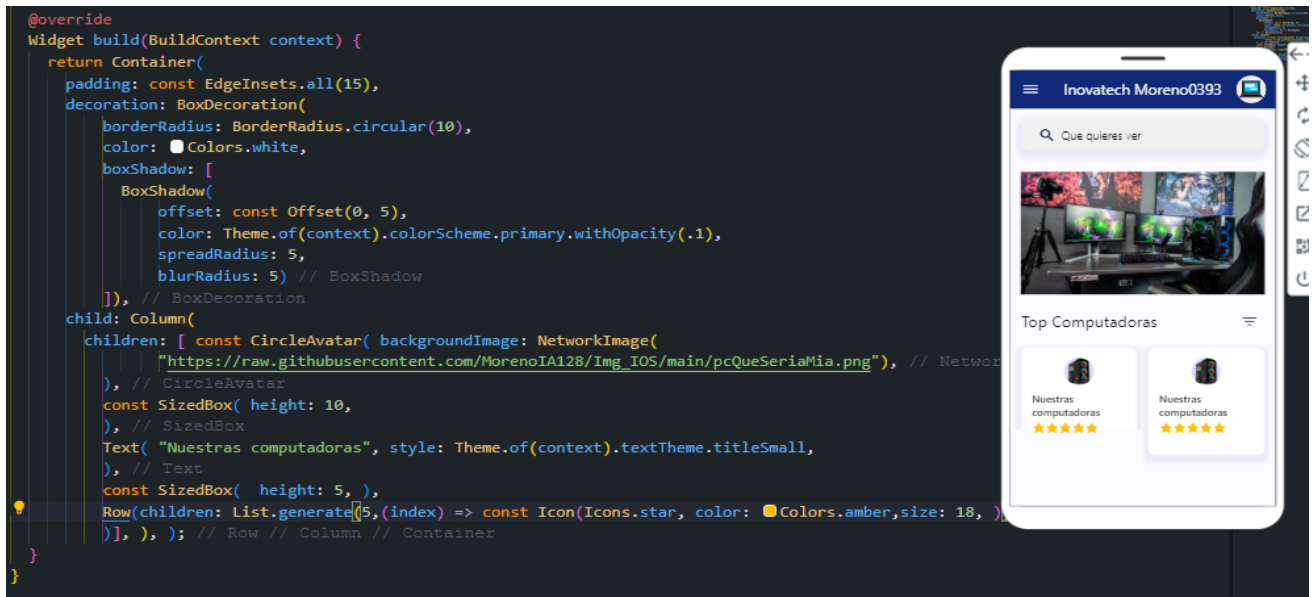 @override
Widget build(BuildContext context) {
return Container(
padding: const EdgeInsets.all(15),
decoration: BoxDecoration(
borderRadius: BorderRadius.circular(10),
color: Colors.white,
boxShadow: [
BoxShadow(
offset: const Offset(0, 5),
color: Theme.of(context).colorScheme.primary.withOpacity(.1),
spreadRadius: 5,
blurRadius: 5) // BoxShadow
]), // BoxDecoration
child: Column(
children: [ const CircleAvatar( backgroundImage: NetworkImage(
"https://raw.githubusercontent.com/MorenoIA128/Img_IOS/main/pcQueSeriaMia.png"), // Networ
), // CircleAvatar
const SizedBox( height: 10,
), // SizedBox
Text( "Nuestras computadoras", style: Theme.of(context).textTheme.titleSmall,
), // Text
const SizedBox(  height: 5, ),
Row(children: List.generate(5,(index) => const Icon(Icons.star, color: Colors.amber,size: 18, ),
)], ), ); // Row // Column // Container
}
}
Inovatech Moreno0393
Que quieres ver
Top Computadoras
Nuestras
computadoras
Nuestras
computadoras